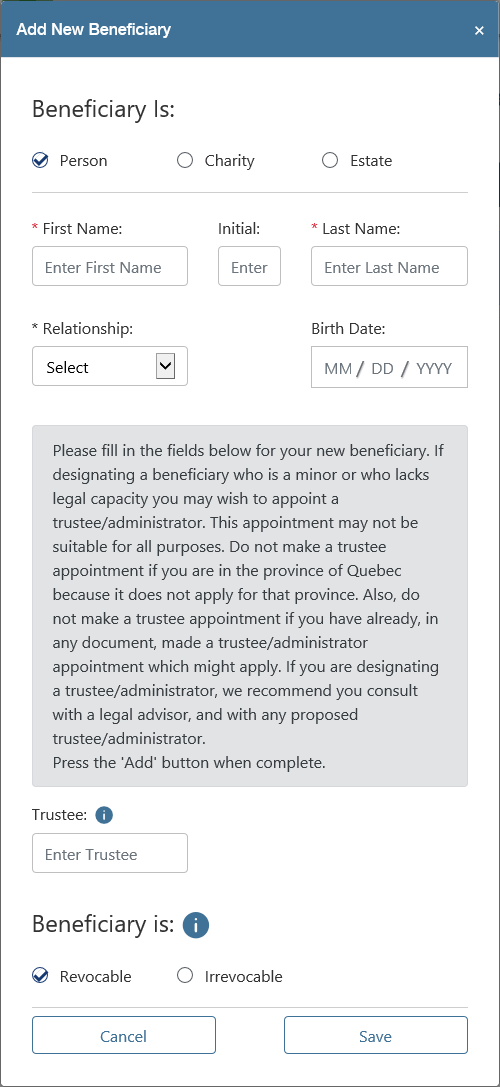 Add New Beneficiary ×
Beneficiary Is:
Person Charity Estate
* First Name: Initial: * Last Name:
Enter First Name Enter Enter Last Name
* Relationship: Birth Date:
Select MM / DD / YYYY
Please fill in the fields below for your new beneficiary. If
designating a beneficiary who is a minor or who lacks
legal capacity you may wish to appoint a
trustee/administrator. This appointment may not be
suitable for all purposes. Do not make a trustee
appointment if you are in the province of Quebec
because it does not apply for that province. Also, do
not make a trustee appointment if you have already, in
any document, made a trustee/administrator
appointment which might apply. If you are designating
a trustee/administrator, we recommend you consult
with a legal advisor, and with any proposed
trustee/administrator.
Press the 'Add' button when complete.
Trustee: i
Enter Trustee
Beneficiary is: i
Revocable Irrevocable
Cancel Save